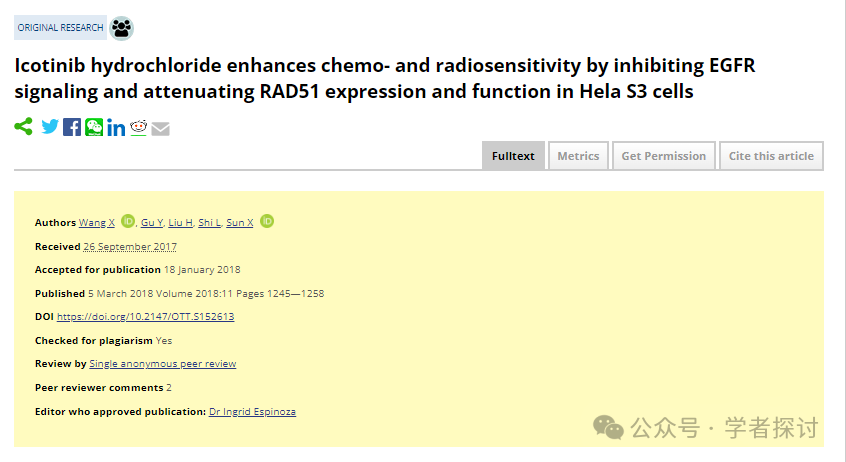 ORIGINAL RESEARCH
Icotinib hydrochloride enhances chemo- and radiosensitivity by inhibiting EGFR
signaling and attenuating RAD51 expression and function in Hela S3 cells
Fulltext
Metrics
Get Permission
Cite this article
Authors Wang X iD, Gu Y, Liu H, Shi L, Sun X iD
Received 26 September 2017
Accepted for publication 18 January 2018
Published 5 March 2018 Volume 2018:11 Pages 1245—1258
DOI https://doi.org/10.2147/OTT.S152613
Checked for plagiarism Yes
Review by Single anonymous peer review
Peer reviewer comments 2
Editor who approved publication: Dr Ingrid Espinoza
公众号 · 学者探讨